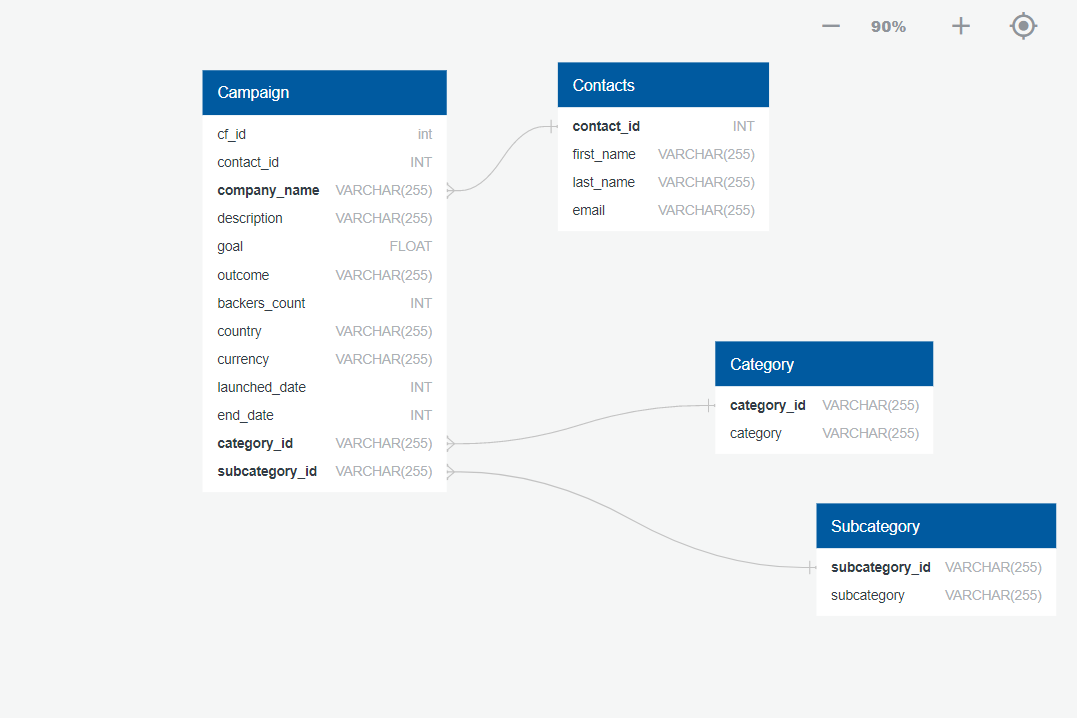 90%
Campaign
cf_id int
contact_id INT
company_name VARCHAR(255)
description VARCHAR(255)
goal FLOAT
outcome VARCHAR(255)
backers_count INT
country VARCHAR(255)
currency VARCHAR(255)
launched_date INT
end_date INT
category_id VARCHAR(255)
subcategory_id VARCHAR(255)
Contacts
contact_id INT
first_name VARCHAR(255)
last_name VARCHAR(255)
email VARCHAR(255)
Category
category_id VARCHAR(255)
category VARCHAR(255)
Subcategory
subcategory_id VARCHAR(255)
subcategory VARCHAR(255)